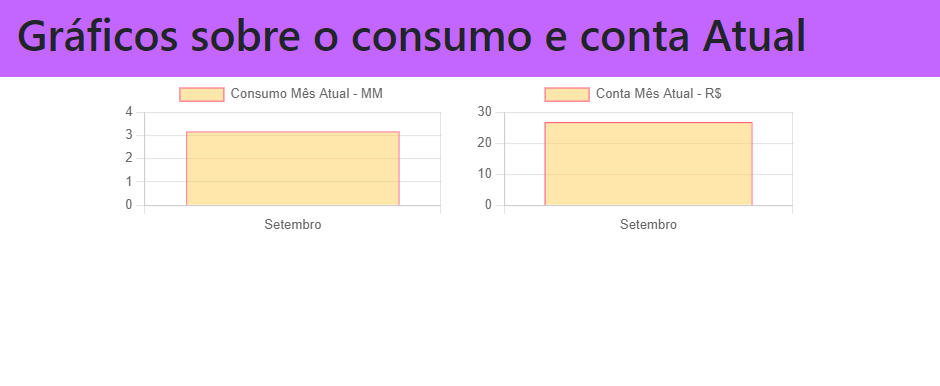 Gráficos sobre o consumo e conta Atual
Consumo Mês Atual - MM
4
3
2
1
0
Setembro
Conta Mês Atual - R$
30
20
10
0
Setembro